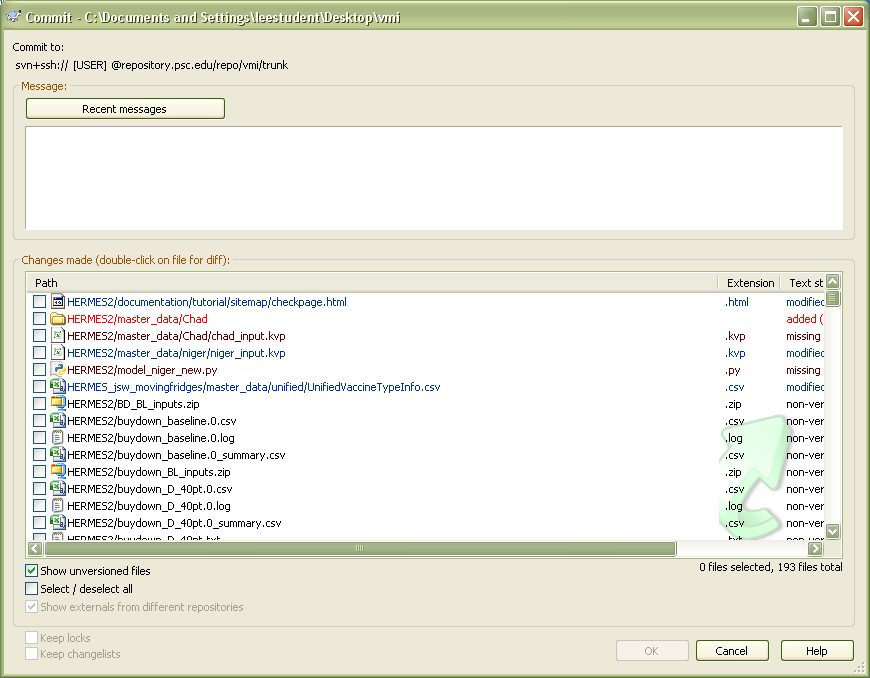 Commit - C:\Documents and Settings\leestudent\Desktop\vmi
Commit to:
svn+ssh:// [USER] @repository.psc.edu/repo/vmi/trunk
Message:
Recent messages
Changes made (double-click on file for diff):
Path Extension Text st
HERMES2/documentation/tutorial/sitemap/checkpage.html .html modified
HERMES2/master_data/Chad added (
HERMES2/master_data/Chad/chad_input.kvp .kvp missing
HERMES2/master_data/niger/niger_input.kvp .kvp modified
HERMES2/model_niger_new.py .py missing
HERMES_jsw_movingfridges/master_data/unified/UnifiedVaccineTypeInfo.csv .csv modified
HERMES2/BD_BL_inputs.zip .zip non-ver
HERMES2/buydown_baseline.0.csv .csv non-ver
HERMES2/buydown_baseline.0.log .log non-ver
HERMES2/buydown_baseline.0_summary.csv .csv non-ver
HERMES2/buydown_BL_inputs.zip .zip non-ver
HERMES2/buydown_D_40pt.0.csv .csv non-ver
HERMES2/buydown_D_40pt.0.log .log non-ver
HERMES2/buydown_D_40pt.0_summary.csv .csv non-ver
HERMES2/buydown_D_40pt.txt .txt non-ver
Show unversioned files
0 files selected, 193 files total
Select / deselect all
Show externals from different repositories
Keep locks
Keep changelists
OK Cancel Help